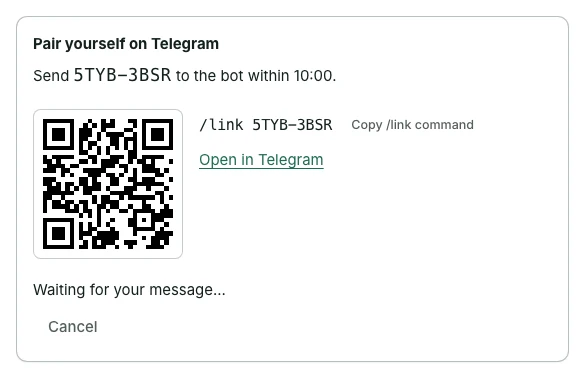 Pair yourself on Telegram
Send 5TYB-3BSR to the bot within 10:00.
/link 5TYB-3BSR Copy /link command
Open in Telegram
Waiting for your message...
Cancel